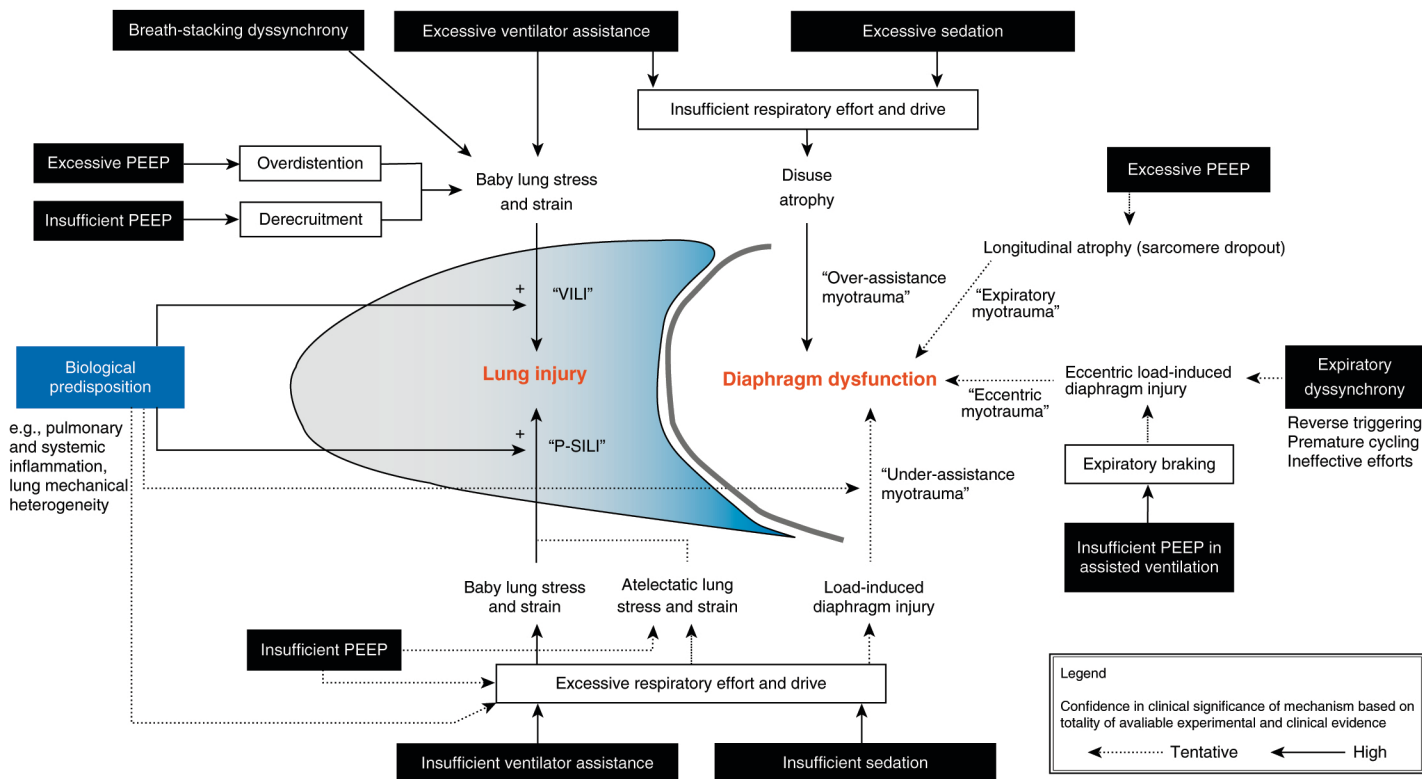 Breath-stacking dyssynchrony
Excessive ventilator assistance
Excessive sedation
Insufficient respiratory effort and drive
Excessive PEEP
Overdistention
Insufficient PEEP
Derecruitment
Baby lung stress
and strain
Disuse
atrophy
Excessive PEEP
Longitudinal atrophy (sarcomere dropout)
“Over-assistance
myotrauma”
“Expiratory
myotrauma”
+
“VILI”
Biological
predisposition
e.g., pulmonary
and systemic
inflammation,
lung mechanical
heterogeneity
Lung injury
Diaphragm dysfunction
Eccentric load-induced
diaphragm injury
“Eccentric
myotrauma”
Expiratory
dyssynchrony
Reverse triggering
Premature cycling
Ineffective efforts
+
“P-SILI”
“Under-assistance
myotrauma”
Expiratory braking
Insufficient PEEP in
assisted ventilation
Baby lung stress
and strain
Atelectatic lung
stress and strain
Load-induced
diaphragm injury
Insufficient PEEP
Excessive respiratory effort and drive
Insufficient ventilator assistance
Insufficient sedation
Legend
Confidence in clinical significance of mechanism based on
totality of avaliable experimental and clinical evidence
Tentative
High